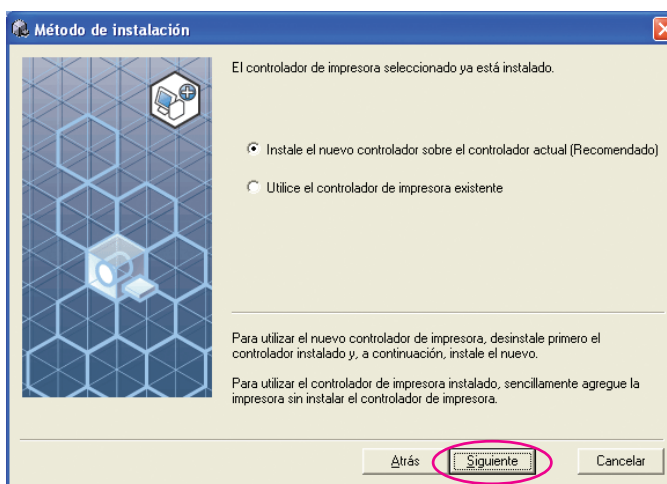 Método de instalación
El controlador de impresora seleccionado ya está instalado.
Instale el nuevo controlador sobre el controlador actual (Recomendado)
Utilice el controlador de impresora existente
Para utilizar el nuevo controlador de impresora, desinstale primero el
controlador instalado y, a continuación, instale el nuevo.
Para utilizar el controlador de impresora instalado, sencillamente agregue la
impresora sin instalar el controlador de impresora.
Atrás Siguiente Cancelar